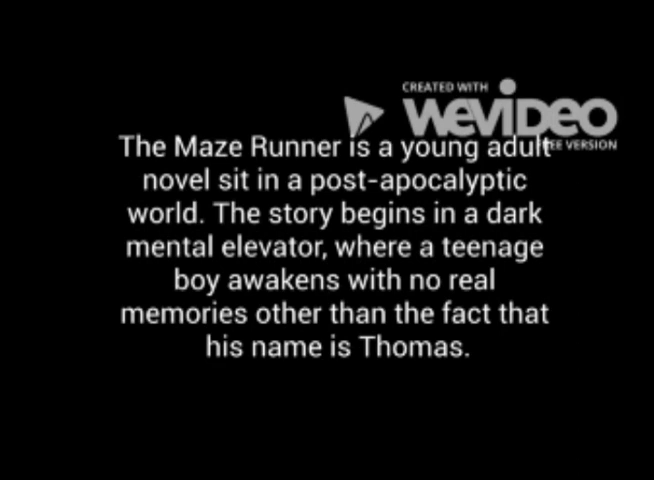 CREATED WITH
WEVIDEO
The Maze Runner is a young adult
EE VERSION
novel sit in a post-apocalyptic
world. The story begins in a dark
mental elevator, where a teenage
boy awakens with no real
memories other than the fact that
his name is Thomas.